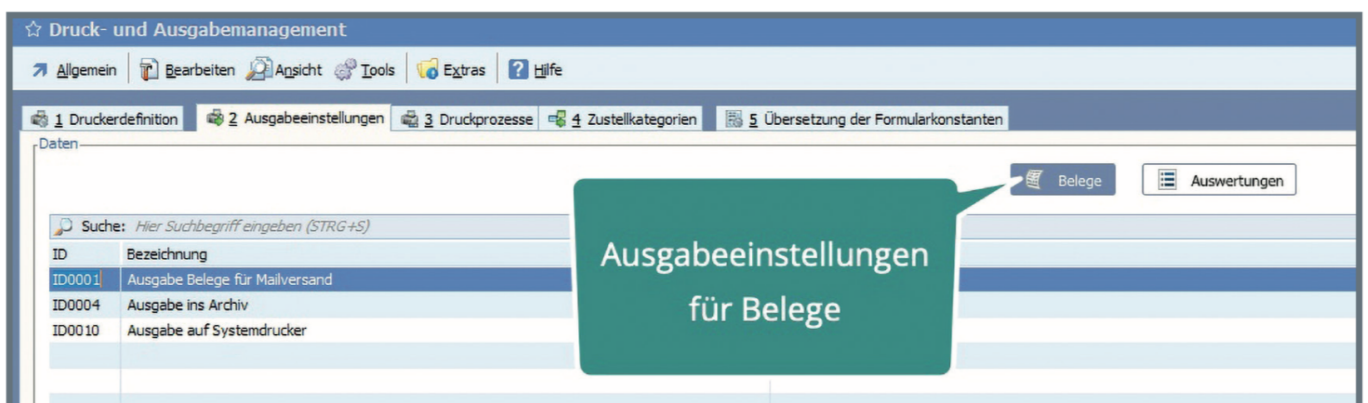 Druck- und Ausgabemanagement
Allgemein Bearbeiten Ansicht Tools Extras Hilfe
1 Druckerdefinition 2 Ausgabeeinstellungen 3 Druckprozesse 4 Zustellkategorien 5 Übersetzung der Formularkonstanten
Daten
Belege Auswertungen
Suche: Hier Suchbegriff eingeben (STRG+S)
ID Bezeichnung
ID0001 Ausgabe Belege für Mailversand
ID0004 Ausgabe ins Archiv
ID0010 Ausgabe auf Systemdrucker
Ausgabeeinstellungen
für Belege